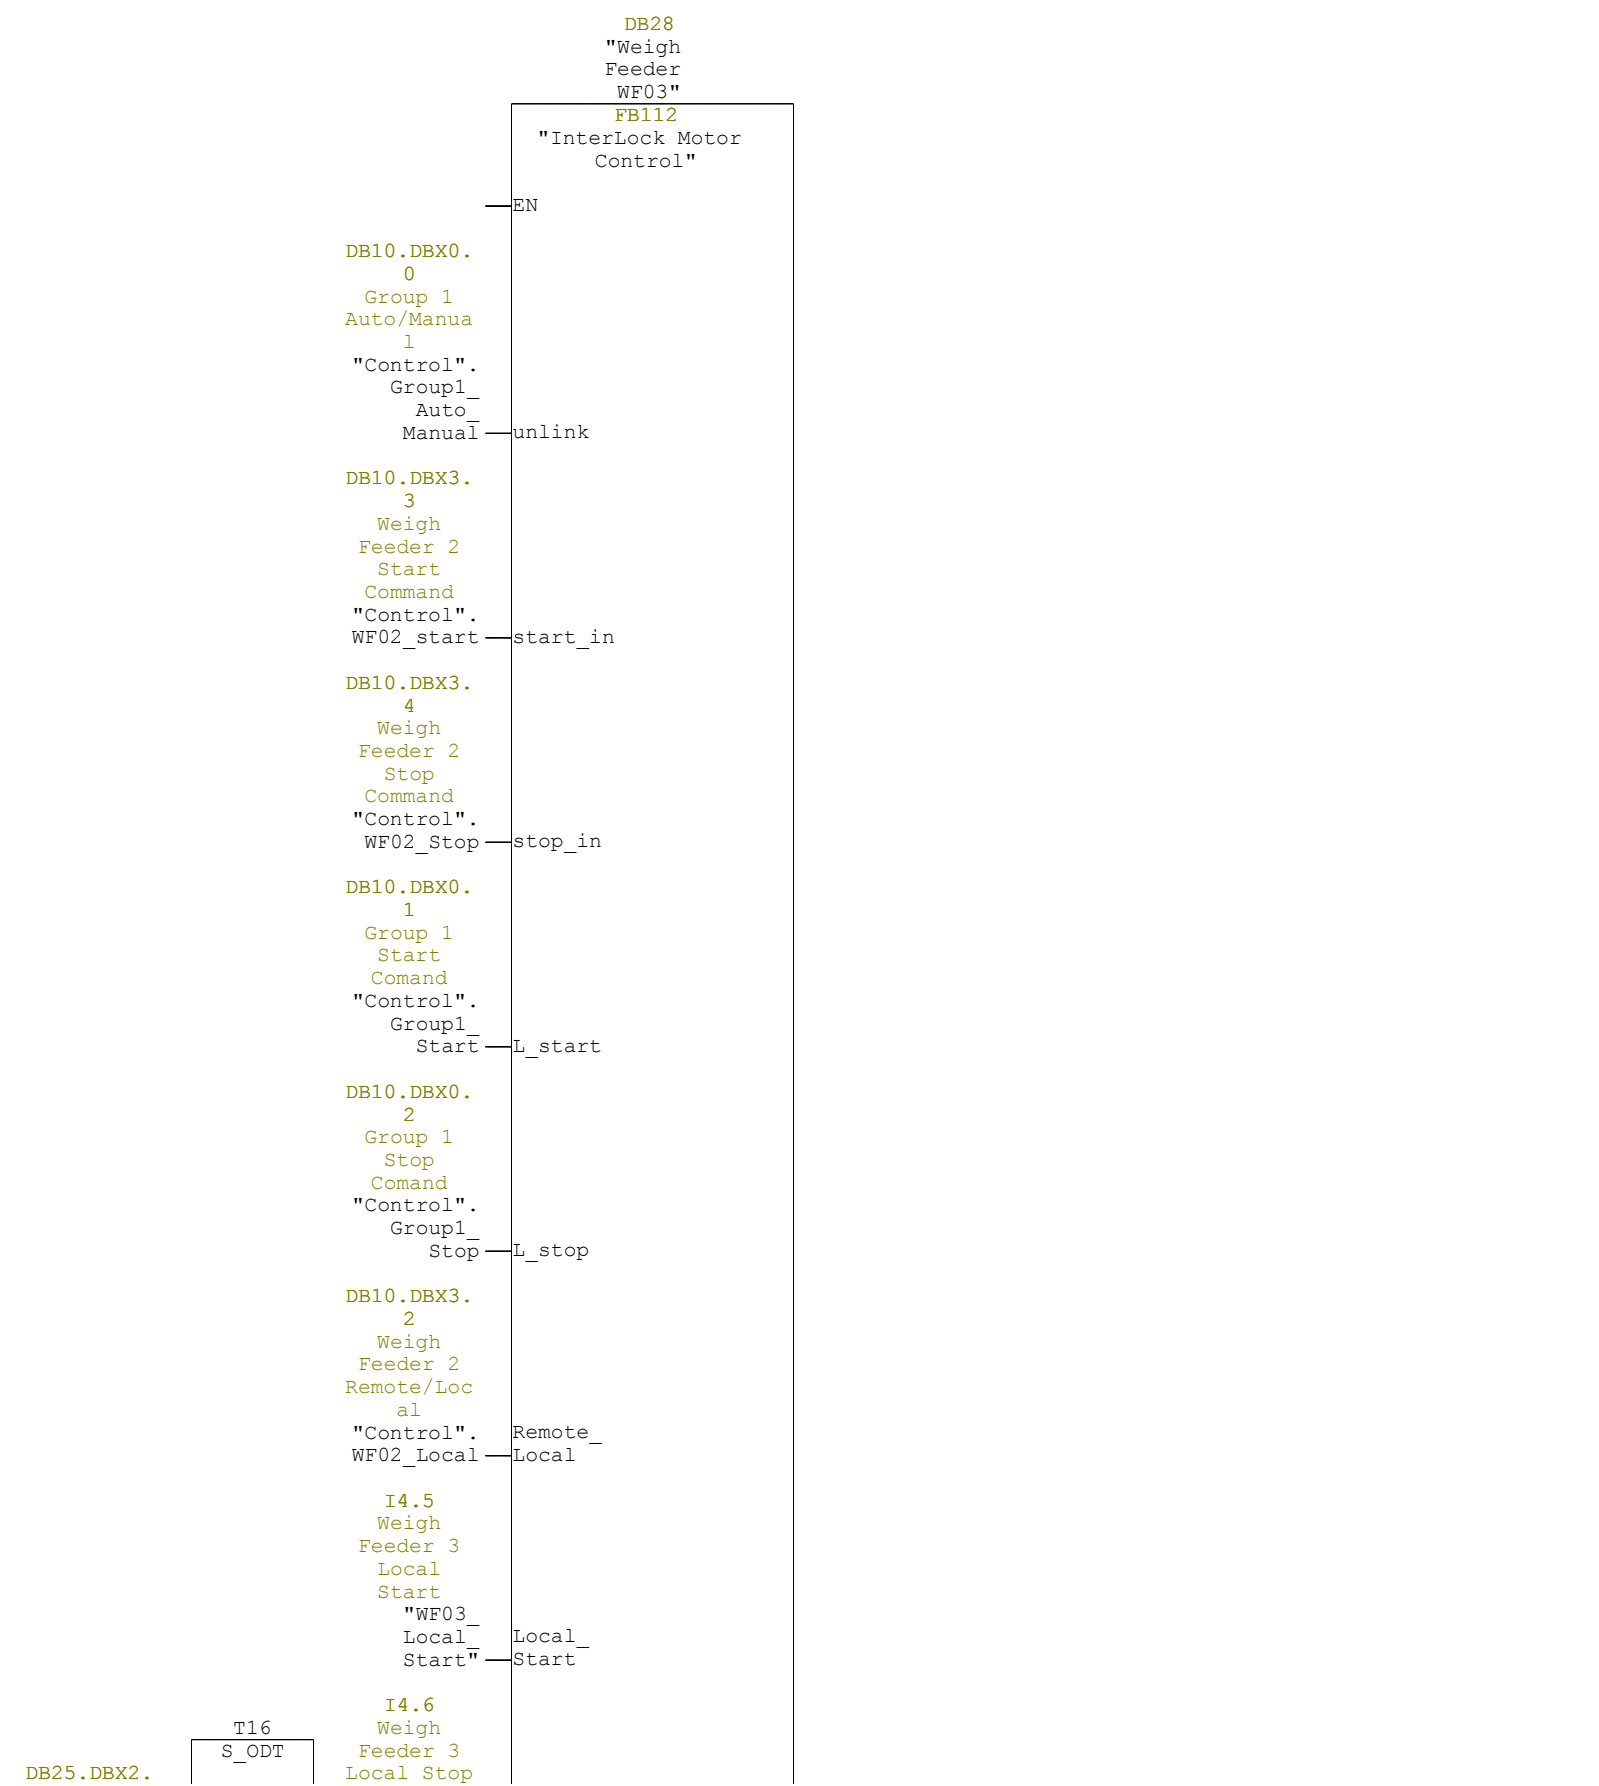 DB28
"Weigh
Feeder
WF03"
FB112
"InterLock Motor
Control"
EN
DB10.DBX0.
0
Group 1
Auto/Manua
l
"Control".
Group1_
Auto_
Manual
unlink
DB10.DBX3.
3
Weigh
Feeder 2
Start
Command
"Control".
WF02_start
start_in
DB10.DBX3.
4
Weigh
Feeder 2
Stop
Command
"Control".
WF02_Stop
stop_in
DB10.DBX0.
1
Group 1
Start
Comand
"Control".
Group1_
Start
L_start
DB10.DBX0.
2
Group 1
Stop
Comand
"Control".
Group1_
Stop
L_stop
DB10.DBX3.
2
Weigh
Feeder 2
Remote/Loc
al
"Control".
WF02_Local
Remote_
Local
I4.5
Weigh
Feeder 3
Local
Start
"WF03_
Local_
Start"
Local_
Start
I4.6
Weigh
Feeder 3
Local Stop
T16
S_ODT
DB25.DBX2.